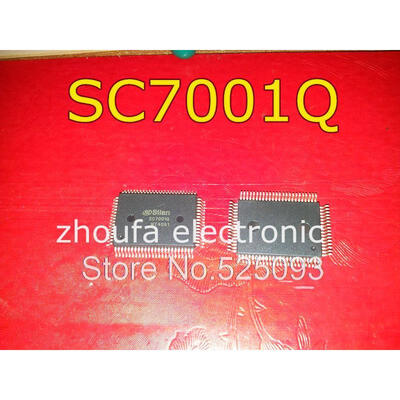 SC7001Q
Silan
SC7001Q
zhoufa electronic
Store No.525093